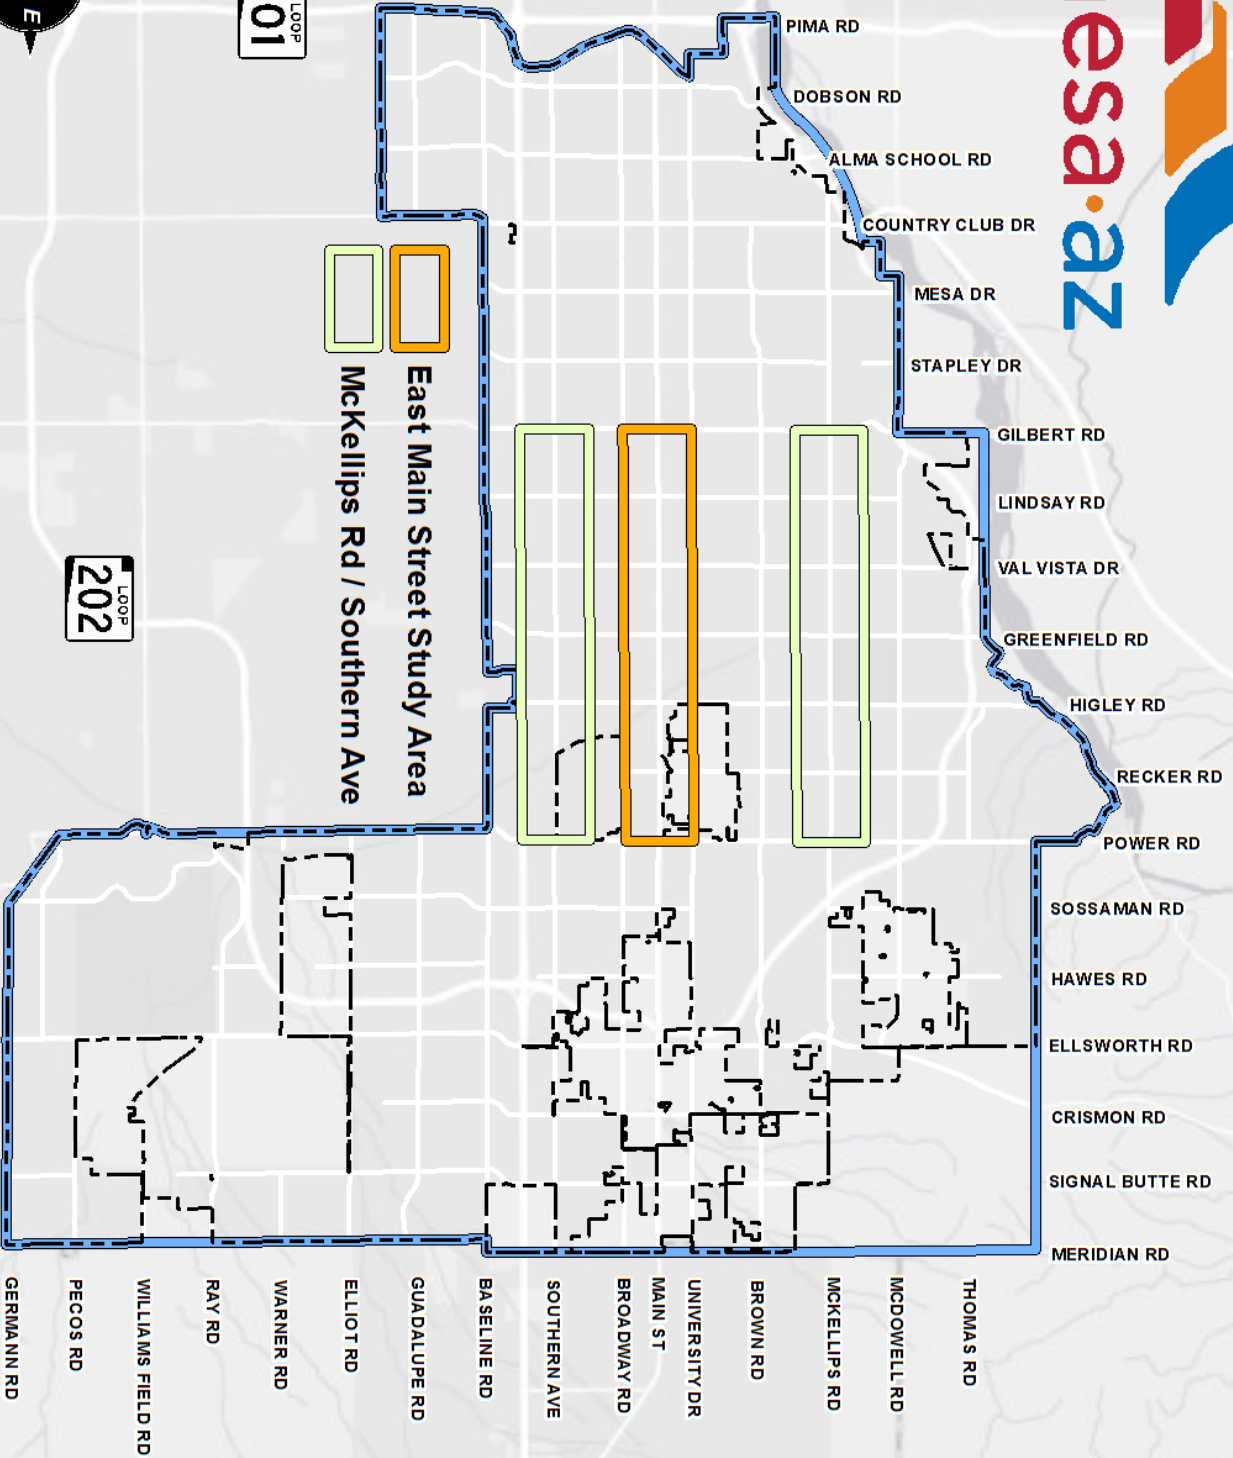 mesa·az
E
LOOP
101
LOOP
202
East Main Street Study Area
McKellips Rd / Southern Ave
PIMA RD
DOBSON RD
ALMA SCHOOL RD
COUNTRY CLUB DR
MESA DR
STAPLEY DR
GILBERT RD
LINDSAY RD
VAL VISTA DR
GREENFIELD RD
HIGLEY RD
RECKER RD
POWER RD
SOSSAMAN RD
HAWES RD
ELLSWORTH RD
CRISMON RD
SIGNAL BUTTE RD
MERIDIAN RD
GERMANN RD
PECOS RD
WILLIAMS FIELD RD
RAY RD
WARNER RD
ELLIOT RD
GUADALUPE RD
BASELINE RD
SOUTHERN AVE
BROADWAY RD
MAIN ST
UNIVERSITY DR
BROWN RD
MCKELLIPS RD
MCDOWELL RD
THOMAS RD